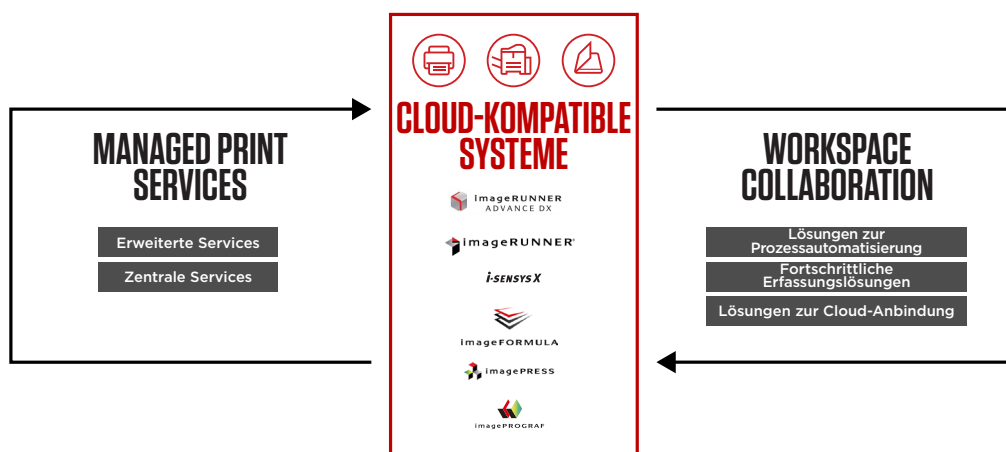 MANAGED PRINT
SERVICES
Erweiterte Services
Zentrale Services
CLOUD-KOMPATIBLE
SYSTEME
imageRUNNER
ADVANCE DX
imageRUNNER
i-SENSYS X
imageFORMULA
imagePRESS
imagePROGRAF
WORKSPACE
COLLABORATION
Lösungen zur
Prozessautomatisierung
Fortschrittliche
Erfassungslösungen
Lösungen zur Cloud-Anbindung